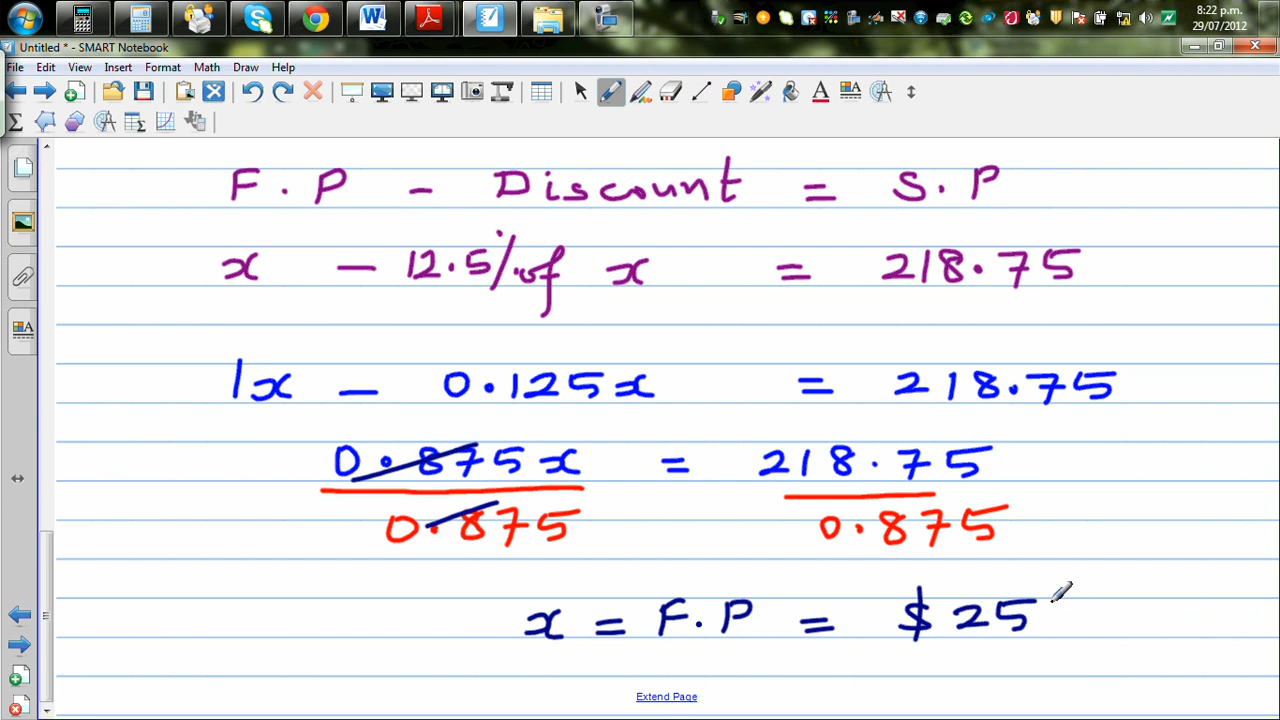 8:22 p.m.
29/07/2012
Untitled * - SMART Notebook
File Edit View Insert Format Math Draw Help
F.P - Discount = S.P
x - 12.5% of x = 218.75
1x - 0.125x = 218.75
0.875x = 218.75
0.875 0.875
x = F.P = $25
Extend Page